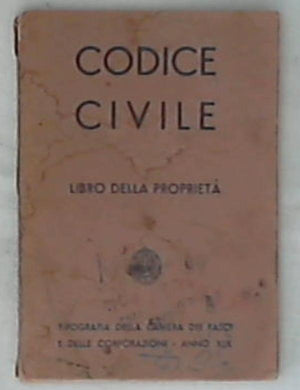 CODICE
CIVILE
LIBRO DELLA PROPRIETÀ
TIPOGRAFIA DELLA CAMERA DEI FASCI
E DELLE CORPORAZIONI - ANNO XIX